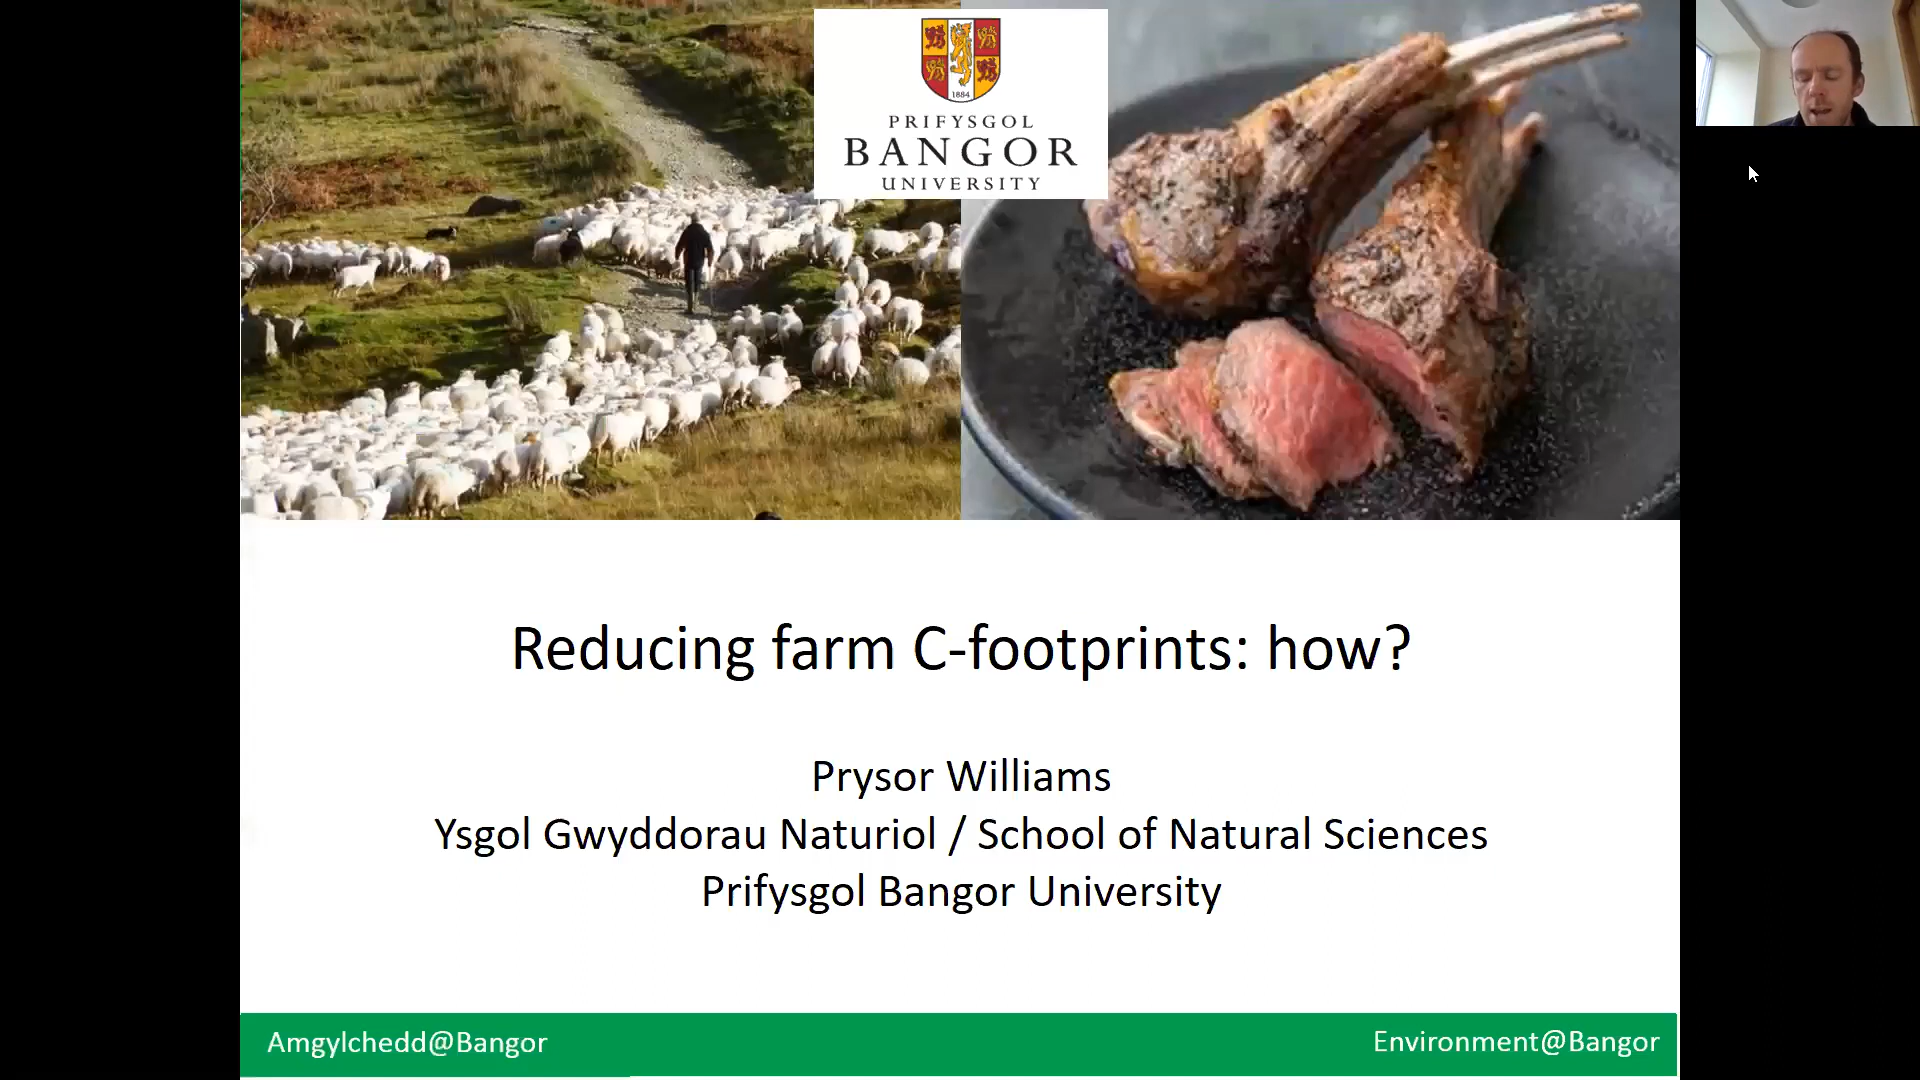 1884
PRIFYSGOL
BANGOR
UNIVERSITY
Reducing farm C-footprints: how?
Prysor Williams
Ysgol Gwyddorau Naturiol / School of Natural Sciences
Prifysgol Bangor University
Amgylchedd@Bangor
Environment@Bangor